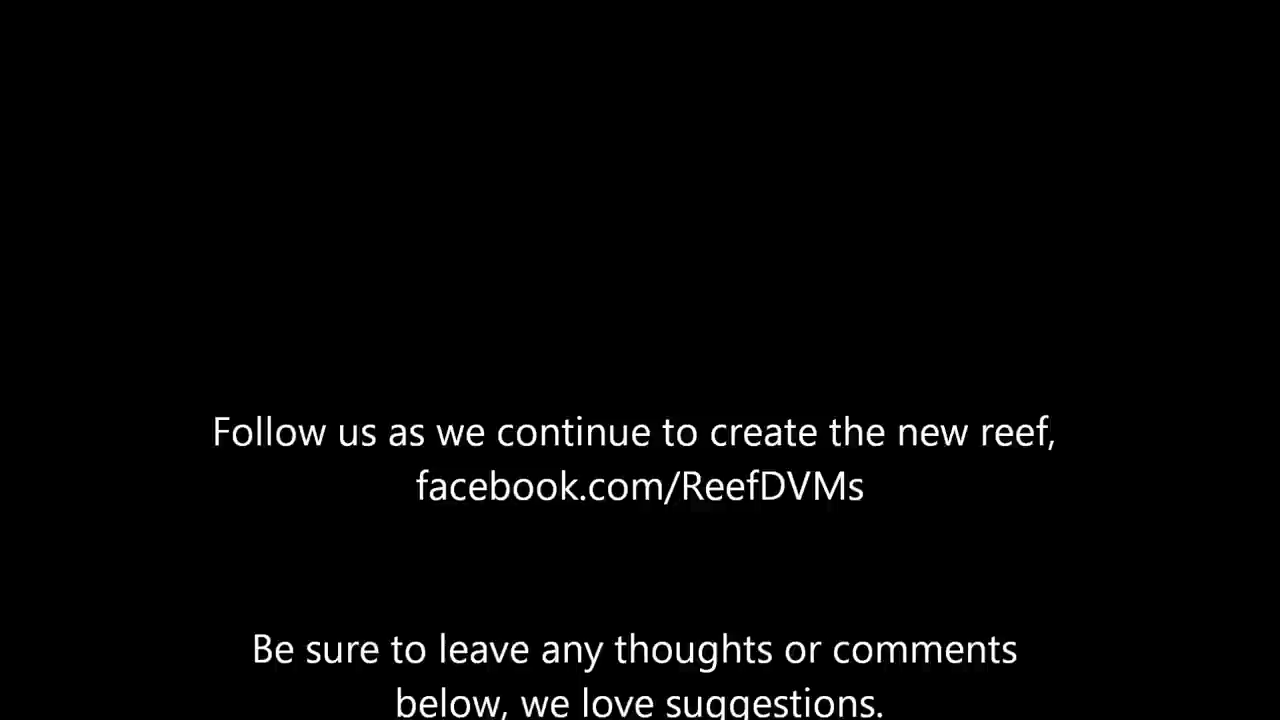 Follow us as we continue to create the new reef,
facebook.com/ReefDVMs
Be sure to leave any thoughts or comments
below, we love suggestions.